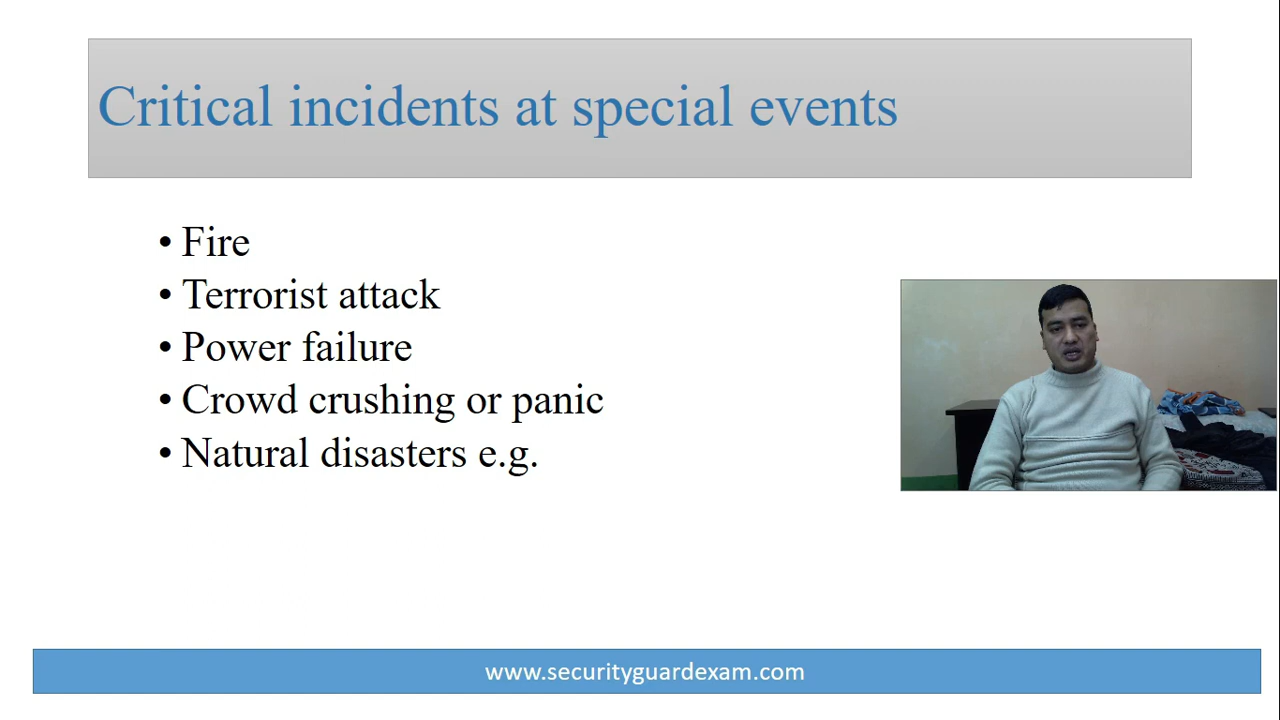 Critical incidents at special events
• Fire
• Terrorist attack
• Power failure
• Crowd crushing or panic
• Natural disasters e.g.
www.securityguardexam.com